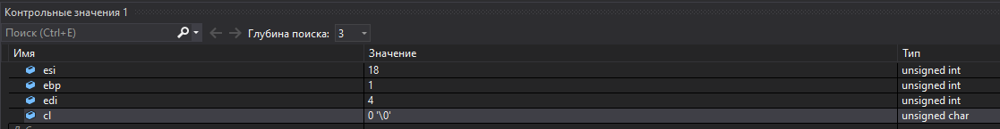 Контрольные значения 1
Поиск (Ctrl+E) Глубина поиска: 3
Имя Значение Тип
esi 18 unsigned int
ebp 1 unsigned int
edi 4 unsigned int
cl 0 '\0' unsigned char